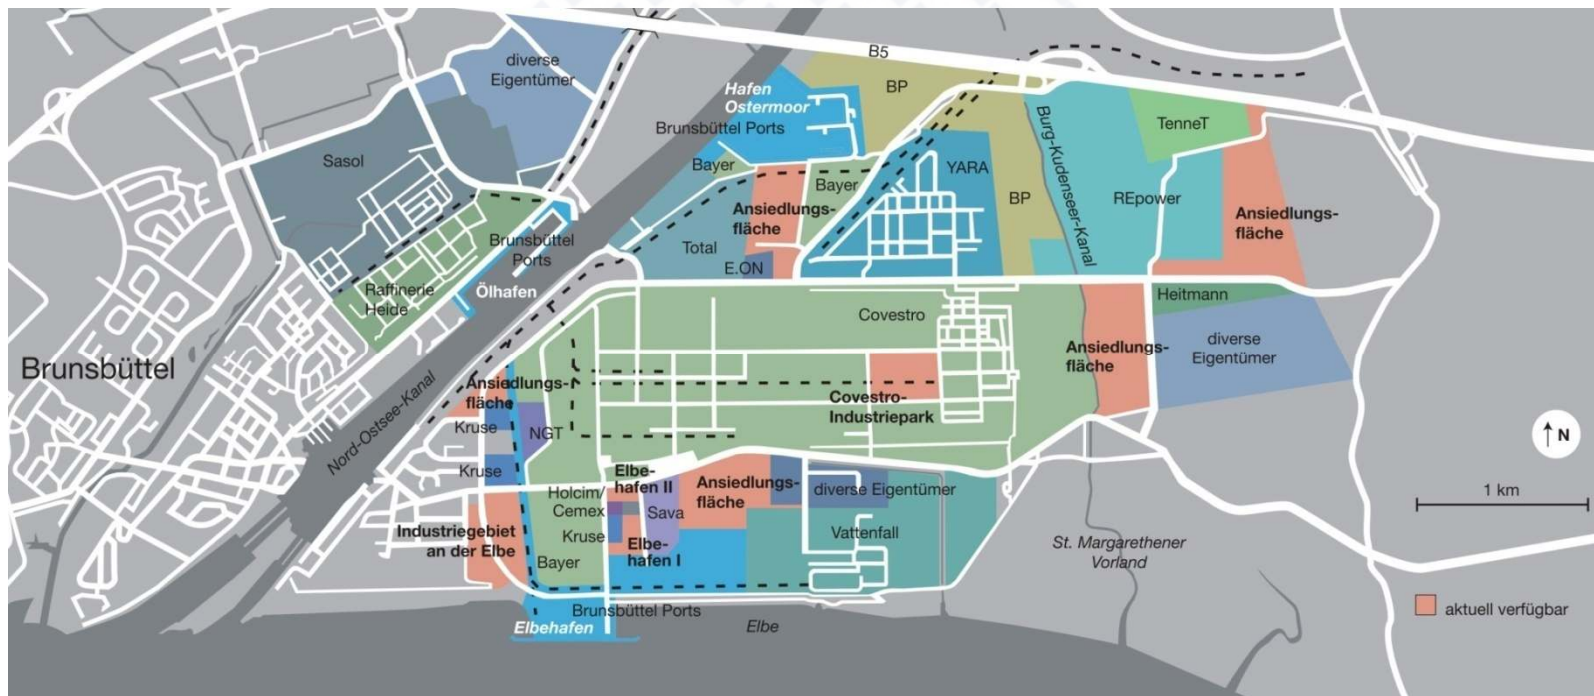 B5
diverse
Eigentümer
BP
Hafen
Ostermoor
Brunsbüttel Ports
TenneT
Sasol
Bayer
YARA
Bayer
Burg-Kudenseer-Kanal
BP
REpower
Ansiedlungs-
fläche
Ansiedlungs-
fläche
Brunsbüttel
Ports
Total
E.ON
Raffinerie
Heide
Ölhafen
Heitmann
Covestro
diverse
Eigentümer
Brunsbüttel
Nord-Ostsee-Kanal
Ansiedlungs-
fläche
Ansiedlungs-
fläche
Covestro-
Industriepark
Kruse
NGT
N
Kruse
Elbe-
hafen II
Ansiedlungs-
fläche
diverse Eigentümer
1 km
Holcim/
Cemex
Sava
Industriegebiet
an der Elbe
Kruse
Elbe-
hafen I
Vattenfall
St. Margarethener
Vorland
Bayer
Brunsbüttel Ports
Elbehafen
Elbe
aktuell verfügbar